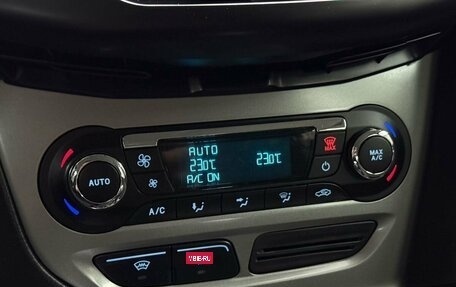 AUTO
23.0℃ 23.0℃
A/C ON
MAX
AUTO
MAX
A/C
A/C